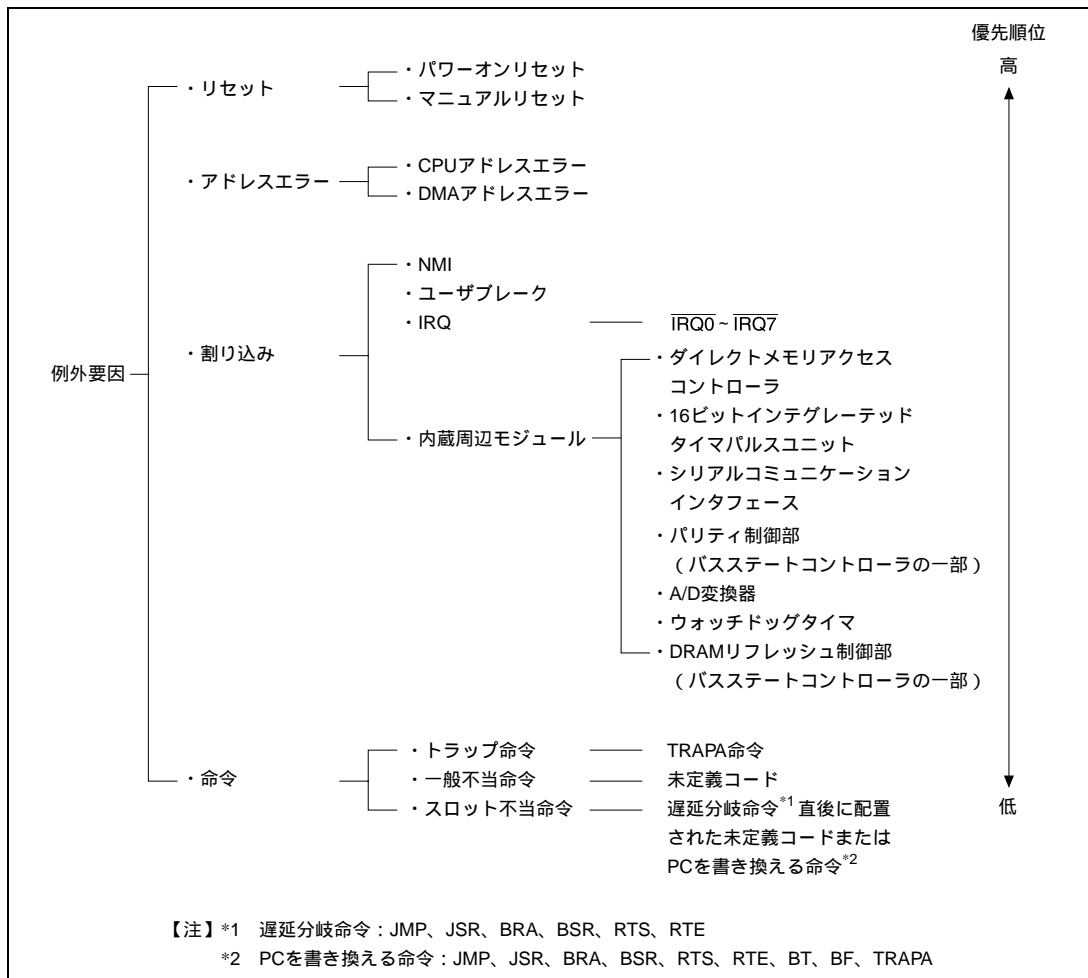 優先順位
高
・リセット
・パワーオンリセット
・マニュアルリセット
・アドレスエラー
・CPUアドレスエラー
・DMAアドレスエラー
例外要因
・割り込み
・NMI
・ユーザブレーク
・IRQ
IRQ0 ~ IRQ7
・内蔵周辺モジュール
・ダイレクトメモリアクセス
コントローラ
・16ビットインテグレーテッド
タイマパルスユニット
・シリアルコミュニケーション
インタフェース
・パリティ制御部
（バスステートコントローラの一部）
・A/D変換器
・ウォッチドッグタイマ
・DRAMリフレッシュ制御部
（バスステートコントローラの一部）
・命令
・トラップ命令
TRAPA命令
・一般不当命令
未定義コード
・スロット不当命令
遅延分岐命令*1 直後に配置
された未定義コードまたは
PCを書き換える命令*2
低
【注】*1 遅延分岐命令：JMP、JSR、BRA、BSR、RTS、RTE
*2 PCを書き換える命令：JMP、JSR、BRA、BSR、RTS、RTE、BT、BF、TRAPA